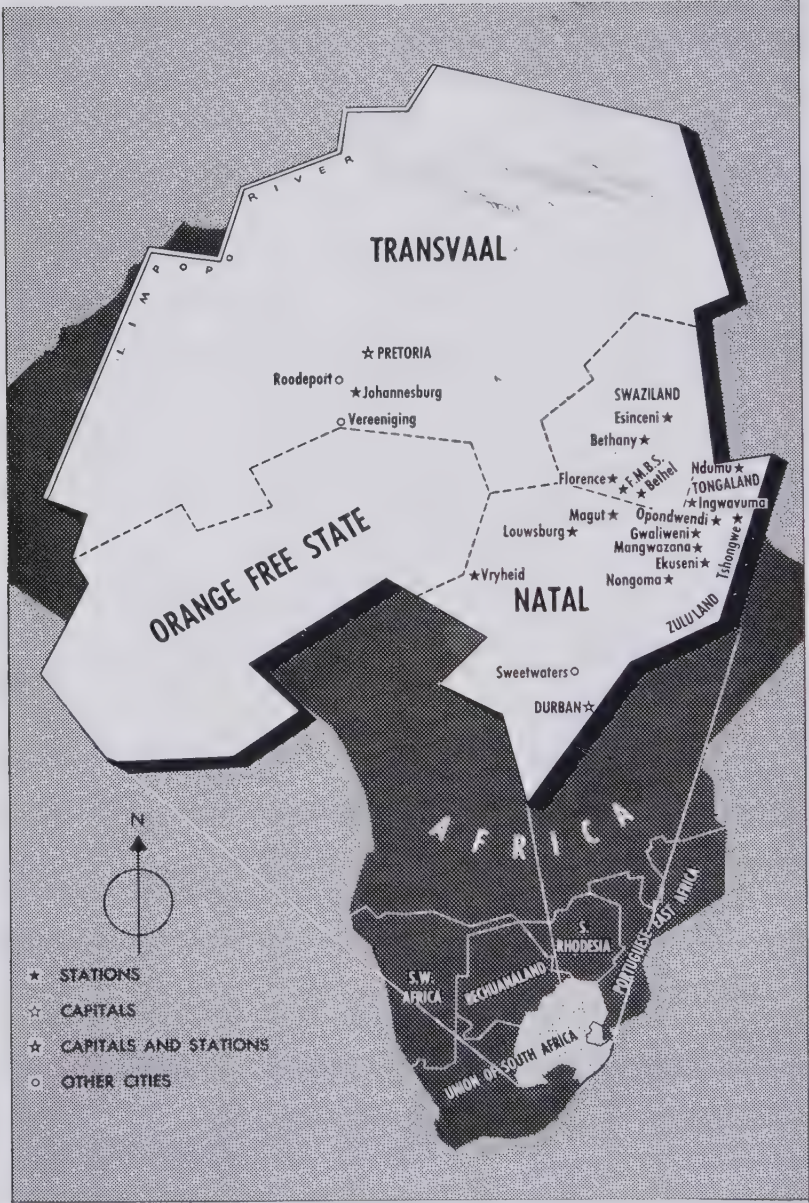 LIMPOPO RIVER
TRANSVAAL
PRETORIA
Roodeport
Johannesburg
Vereeniging
SWAZILAND
Esinceni
Bethany
Florence
F.M.B.S.
Bethel
Ndumu
TONGALAND
Ingwavuma
Magut
Opondwendi
Louwsburg
Gwaliweni
Mangwazana
Ekuseni
Tshongwe
Vryheid
Nongoma
ORANGE FREE STATE
NATAL
ZULULAND
Sweetwaters
DURBAN
AFRICA
N
S. RHODESIA
PORTUGUESE EAST AFRICA
S.W. AFRICA
BECHUANALAND
UNION OF SOUTH AFRICA
STATIONS
CAPITALS
CAPITALS AND STATIONS
OTHER CITIES